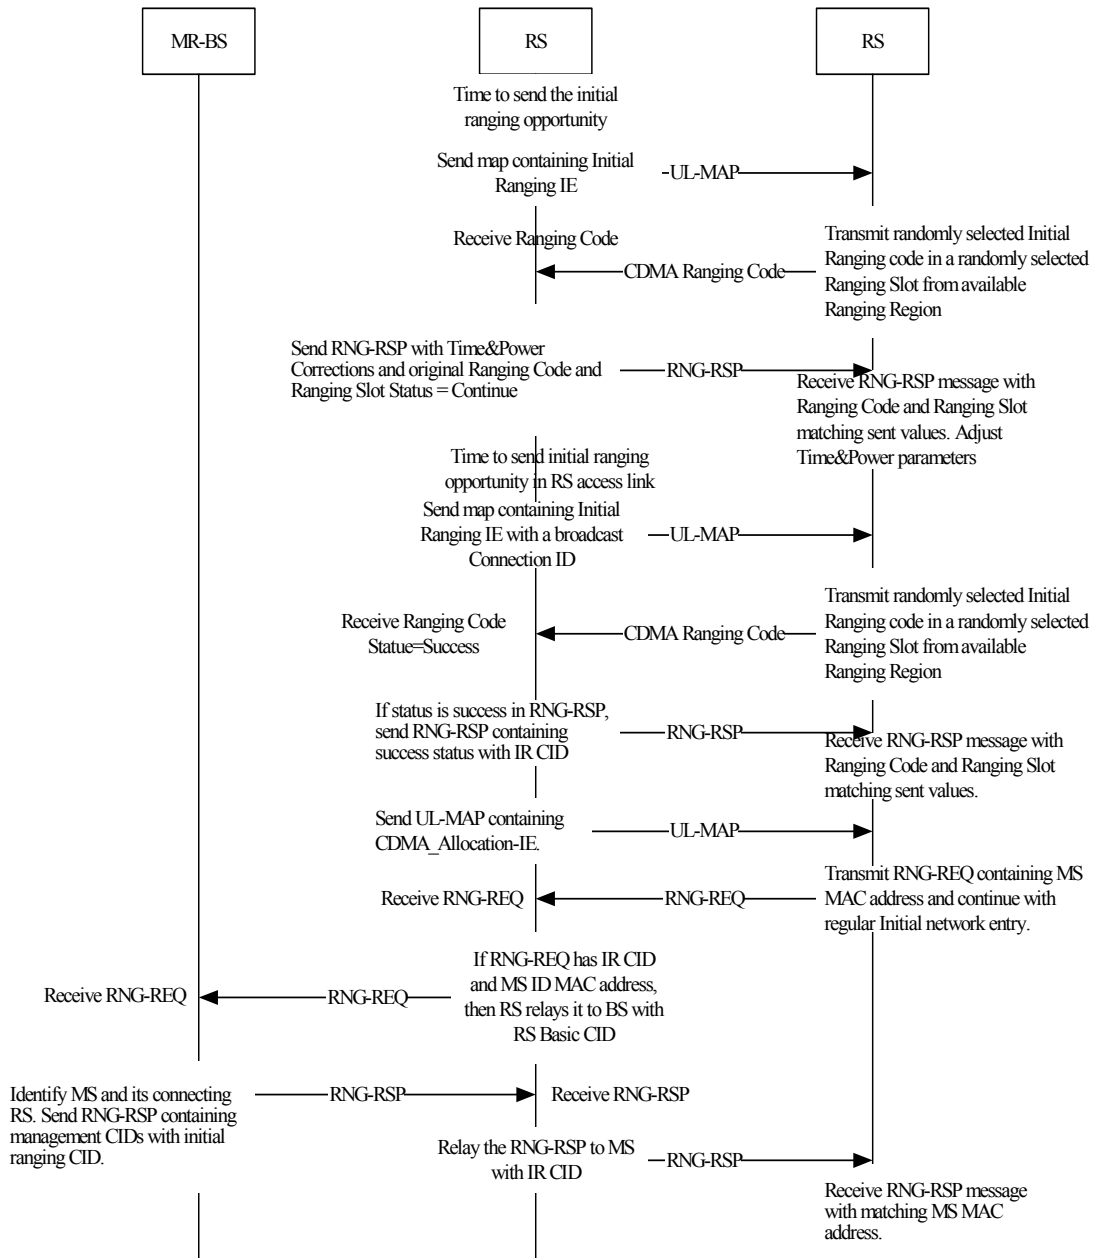 MR-BS
RS
RS
Time to send the initial
ranging opportunity
Send map containing Initial
Ranging IE
UL-MAP
Receive Ranging Code
CDMA Ranging Code
Transmit randomly selected Initial
Ranging code in a randomly selected
Ranging Slot from available
Ranging Region
Send RNG-RSP with Time&Power
Corrections and original Ranging Code and
Ranging Slot Status = Continue
RNG-RSP
Receive RNG-RSP message with
Ranging Code and Ranging Slot
matching sent values. Adjust
Time&Power parameters
Time to send initial ranging
opportunity in RS access link
Send map containing Initial
Ranging IE with a broadcast
Connection ID
UL-MAP
Receive Ranging Code
Statue=Success
CDMA Ranging Code
Transmit randomly selected Initial
Ranging code in a randomly selected
Ranging Slot from available
Ranging Region
If status is success in RNG-RSP,
send RNG-RSP containing
success status with IR CID
RNG-RSP
Receive RNG-RSP message with
Ranging Code and Ranging Slot
matching sent values.
Send UL-MAP containing
CDMA_Allocation-IE.
UL-MAP
Receive RNG-REQ
RNG-REQ
Transmit RNG-REQ containing MS
MAC address and continue with
regular Initial network entry.
If RNG-REQ has IR CID
and MS ID MAC address,
then RS relays it to BS with
RS Basic CID
RNG-REQ
Receive RNG-REQ
Identify MS and its connecting
RS. Send RNG-RSP containing
management CIDs with initial
ranging CID.
RNG-RSP
Receive RNG-RSP
Relay the RNG-RSP to MS
with IR CID
RNG-RSP
Receive RNG-RSP message
with matching MS MAC
address.